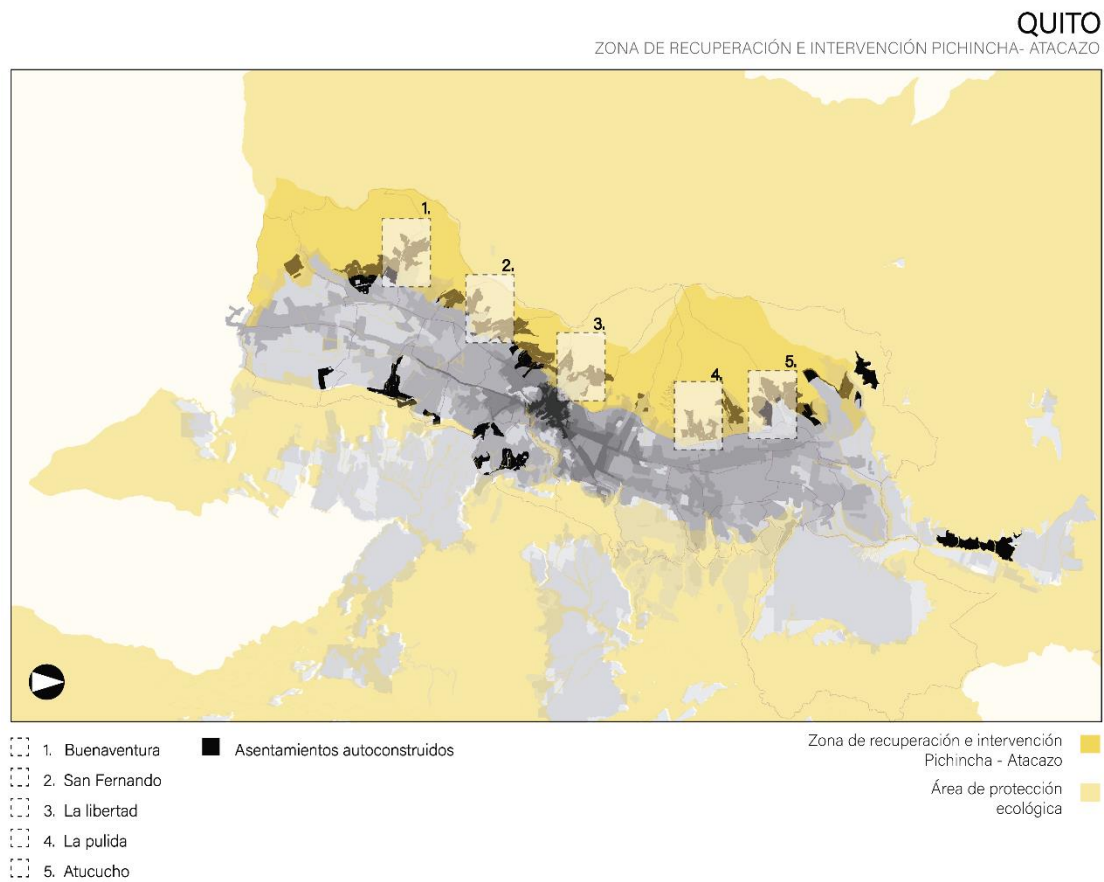 QUITO
ZONA DE RECUPERACIÓN E INTERVENCIÓN PICHINCHA- ATACAZO
1.
2.
3.
4.
5.
1. Buenaventura
2. San Fernando
3. La libertad
4. La pulida
5. Atucucho
Asentamientos autoconstruidos
Zona de recuperación e intervención
Pichincha - Atacazo
Área de protección
ecológica